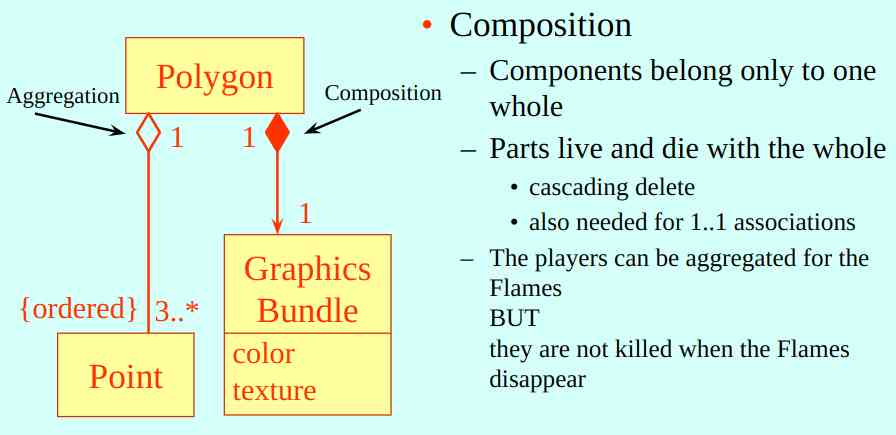 Polygon
Aggregation
Composition
1
1
1
Graphics
Bundle
{ordered}
3..*
color
texture
Point
• Composition
– Components belong only to one
whole
– Parts live and die with the whole
• cascading delete
• also needed for 1..1 associations
– The players can be aggregated for the
Flames
BUT
they are not killed when the Flames
disappear